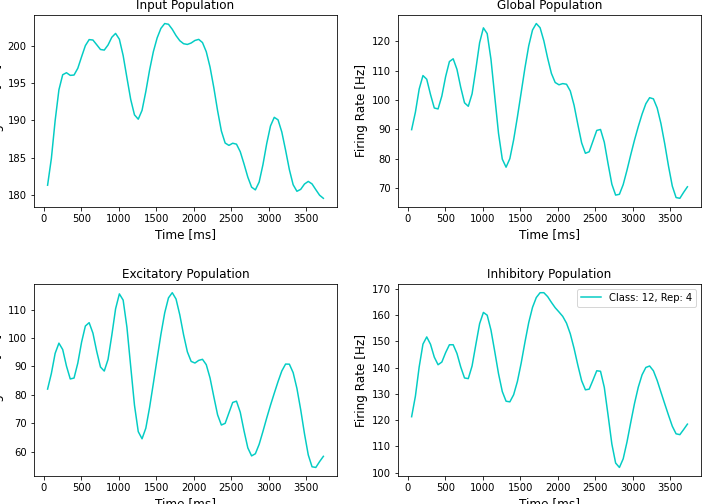 Input Population
Global Population
200
195
190
185
180
0 500 1000 1500 2000 2500 3000 3500
Time [ms]
Firing Rate [Hz]
120
110
100
90
80
70
0 500 1000 1500 2000 2500 3000 3500
Time [ms]
Excitatory Population
Inhibitory Population
110
100
90
80
70
60
0 500 1000 1500 2000 2500 3000 3500
Time [ms]
Firing Rate [Hz]
170
160
150
140
130
120
110
100
Class: 12, Rep: 4
0 500 1000 1500 2000 2500 3000 3500
Time [ms]